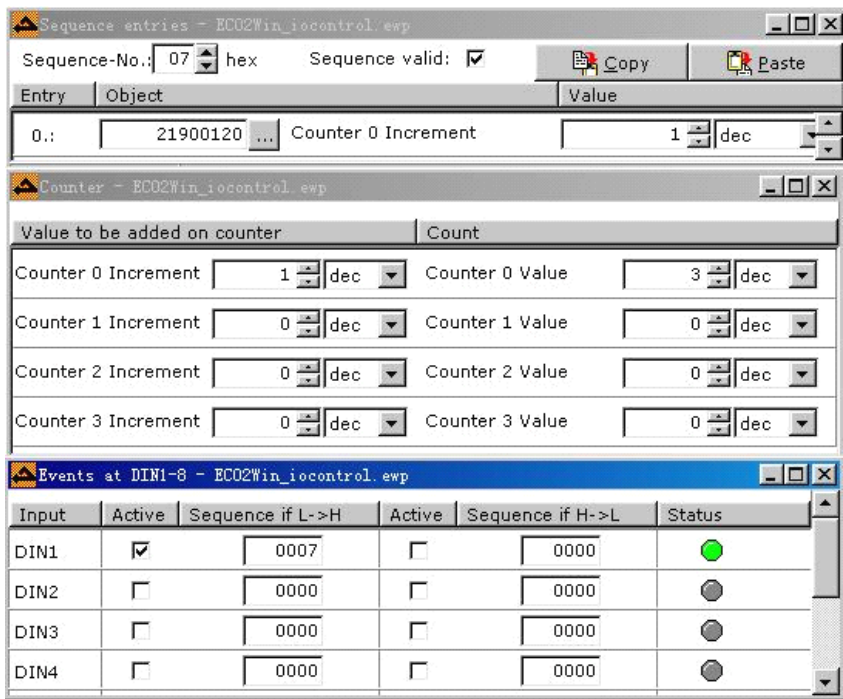 Sequence entries - ECO2Win_iocontrol.ewp
Sequence-No.: 07 hex Sequence valid: Copy Paste
Entry Object Value
0.: 21900120 ... Counter 0 Increment 1 dec
Counter - ECO2Win_iocontrol.ewp
Value to be added on counter Count
Counter 0 Increment 1 dec Counter 0 Value 3 dec
Counter 1 Increment 0 dec Counter 1 Value 0 dec
Counter 2 Increment 0 dec Counter 2 Value 0 dec
Counter 3 Increment 0 dec Counter 3 Value 0 dec
Events at DIN1-8 - ECO2Win_iocontrol.ewp
Input Active Sequence if L->H Active Sequence if H->L Status
DIN1 0007 0000
DIN2 0000 0000
DIN3 0000 0000
DIN4 0000 0000